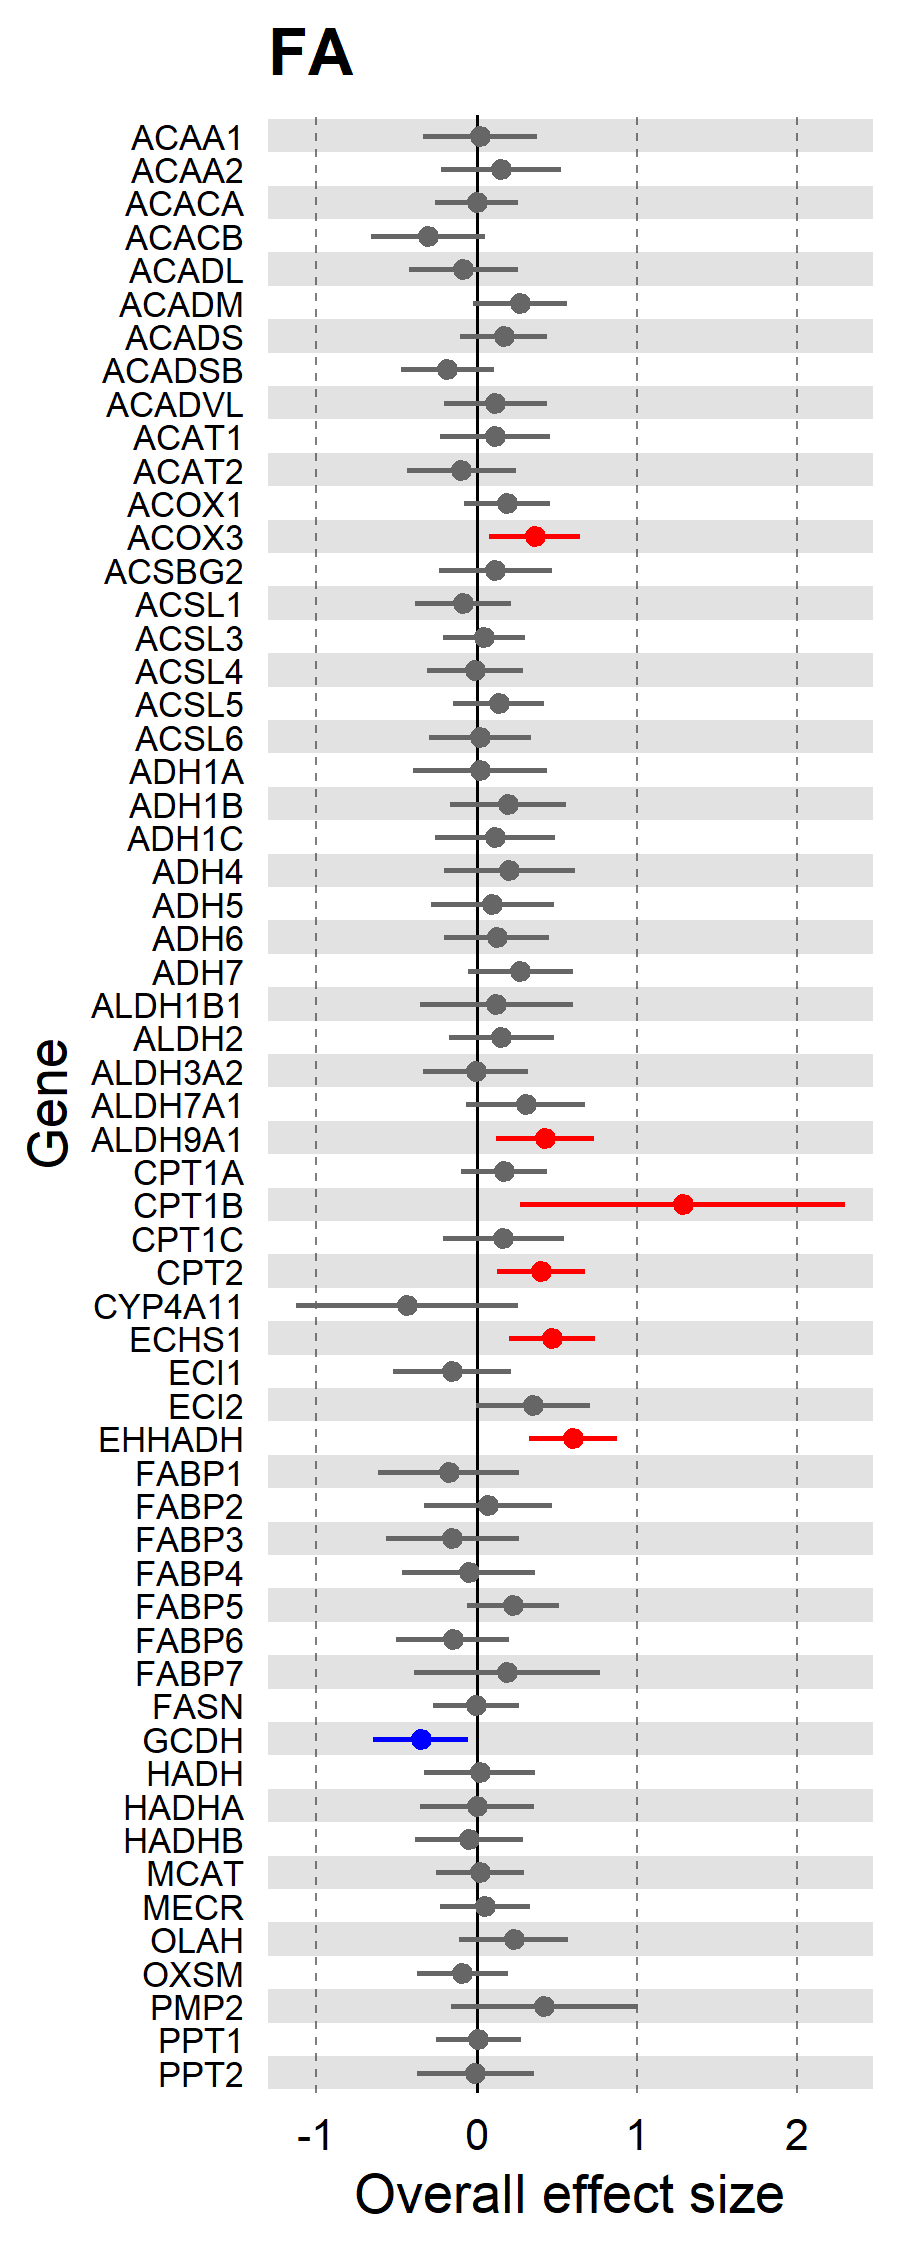 FA
ACAA1
ACAA2
ACACA
ACACB
ACADL
ACADM
ACADS
ACADSB
ACADVL
ACAT1
ACAT2
ACOX1
ACOX3
ACSBG2
ACSL1
ACSL3
ACSL4
ACSL5
ACSL6
ADH1A
ADH1B
ADH1C
ADH4
ADH5
ADH6
ADH7
ALDH1B1
ALDH2
ALDH3A2
ALDH7A1
ALDH9A1
CPT1A
CPT1B
CPT1C
CPT2
CYP4A11
ECHS1
ECI1
ECI2
EHHADH
FABP1
FABP2
FABP3
FABP4
FABP5
FABP6
FABP7
FASN
GCDH
HADH
HADHA
HADHB
MCAT
MECR
OLAH
OXSM
PMP2
PPT1
PPT2
Gene
-1 0 1 2
Overall effect size